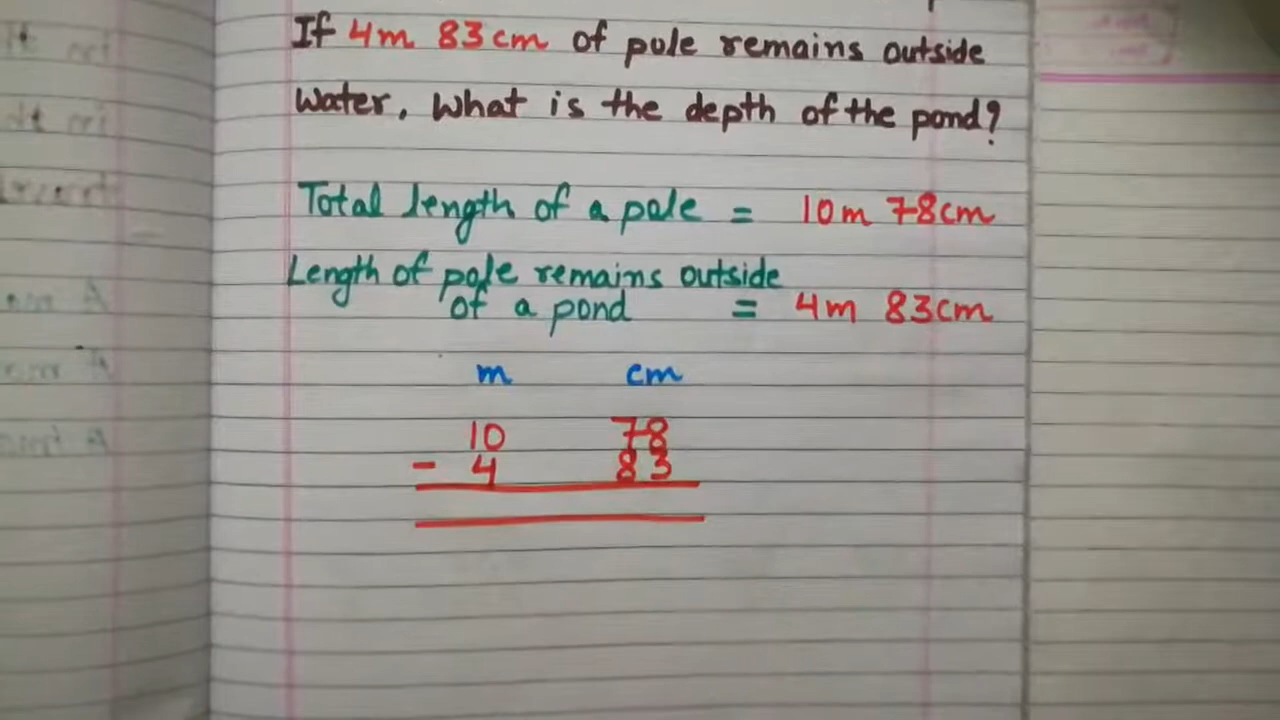 If 4m 83cm of pole remains outside
Water, What is the depth of the pond?
Total length of a pole = 10m 78cm
Length of pole remains outside
of a pond = 4m 83cm
m cm
10 78
- 4 83